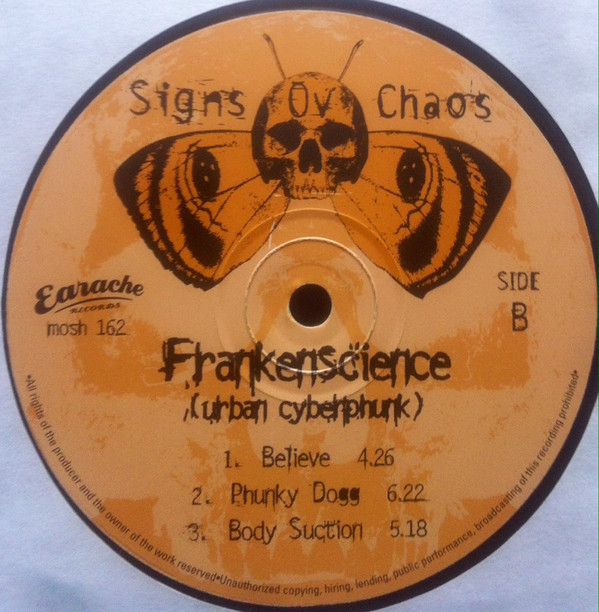 Signs Ov Chaos
Earache
RECORDS
mosh 162
SIDE
B
Frankenscience
(urban cyberphunk)
1. Believe 4.26
2. Phunky Dogg 6.22
3. Body Suction 5.18
•All rights of the producer and the owner of the work reserved•Unauthorized copying, hiring, lending, public performance, broadcasting of this recording prohibited•